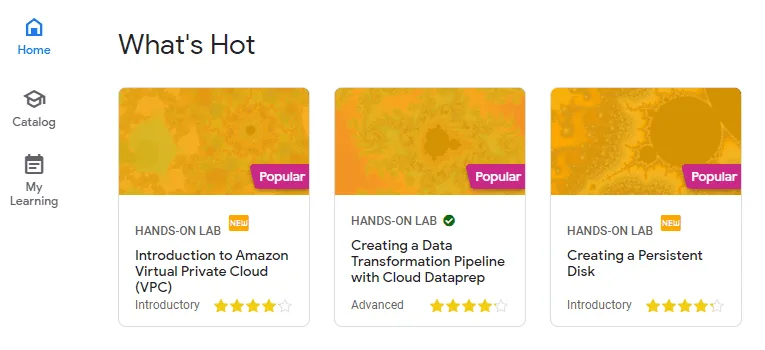 Home
Catalog
My
Learning
What's Hot
Popular
HANDS-ON LAB NEW
Introduction to Amazon
Virtual Private Cloud
(VPC)
Introductory
Popular
HANDS-ON LAB
Creating a Data
Transformation Pipeline
with Cloud Dataprep
Advanced
Popular
HANDS-ON LAB NEW
Creating a Persistent
Disk
Introductory